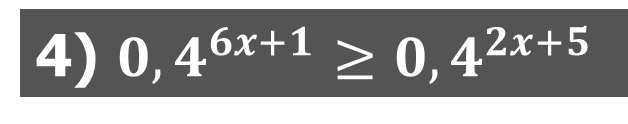 4) 0,4^{6x+1} ≥ 0,4^{2x+5}